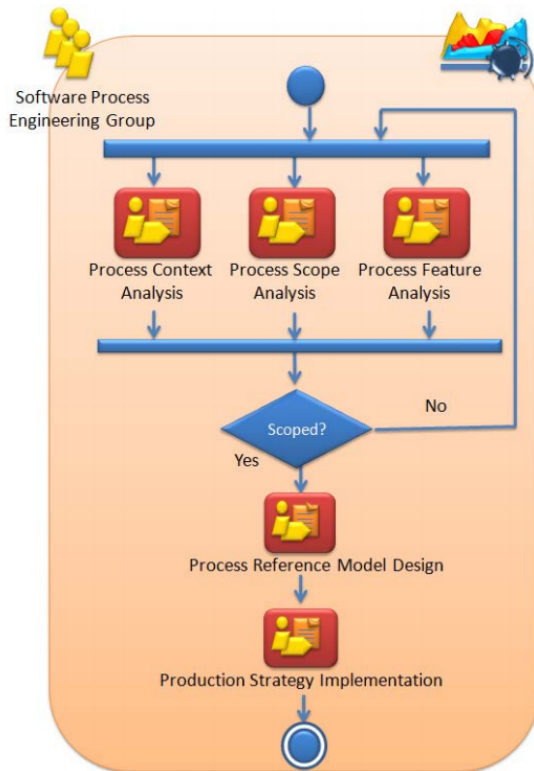 Software Process
Engineering Group
Process Context
Analysis
Process Scope
Analysis
Process Feature
Analysis
Scoped?
No
Yes
Process Reference Model Design
Production Strategy Implementation